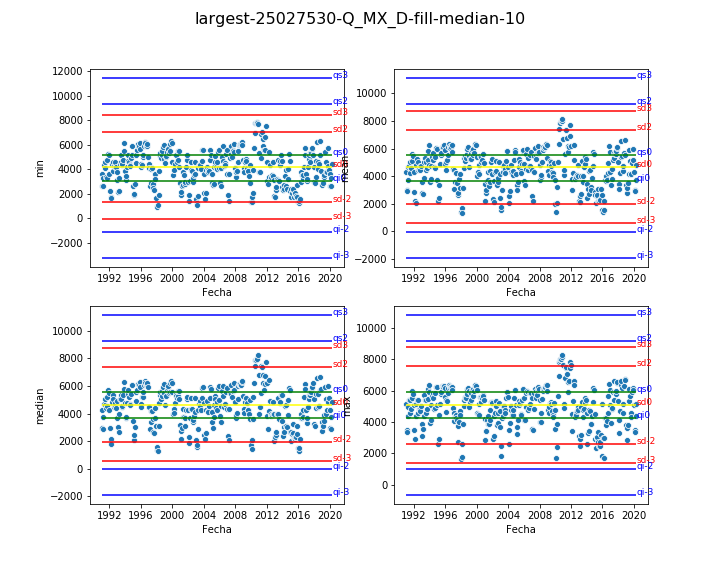 largest-25027530-Q_MX_D-fill-median-10
12000
10000
8000
6000
4000
2000
0
−2000
min
qs3
qs2
sd3
sd2
qs0
sd0
qi0
sd-2
sd-3
qi-2
qi-3
1992 1996 2000 2004 2008 2012 2016 2020
Fecha
10000
8000
6000
4000
2000
0
−2000
mean
qs3
qs2
sd3
sd2
qs0
sd0
qi0
sd-2
sd-3
qi-2
qi-3
1992 1996 2000 2004 2008 2012 2016 2020
Fecha
10000
8000
6000
4000
2000
0
−2000
median
qs3
qs2
sd3
sd2
qs0
sd0
qi0
sd-2
sd-3
qi-2
qi-3
1992 1996 2000 2004 2008 2012 2016 2020
Fecha
10000
8000
6000
4000
2000
0
max
qs3
qs2
sd3
sd2
qs0
sd0
qi0
sd-2
sd-3
qi-2
qi-3
1992 1996 2000 2004 2008 2012 2016 2020
Fecha